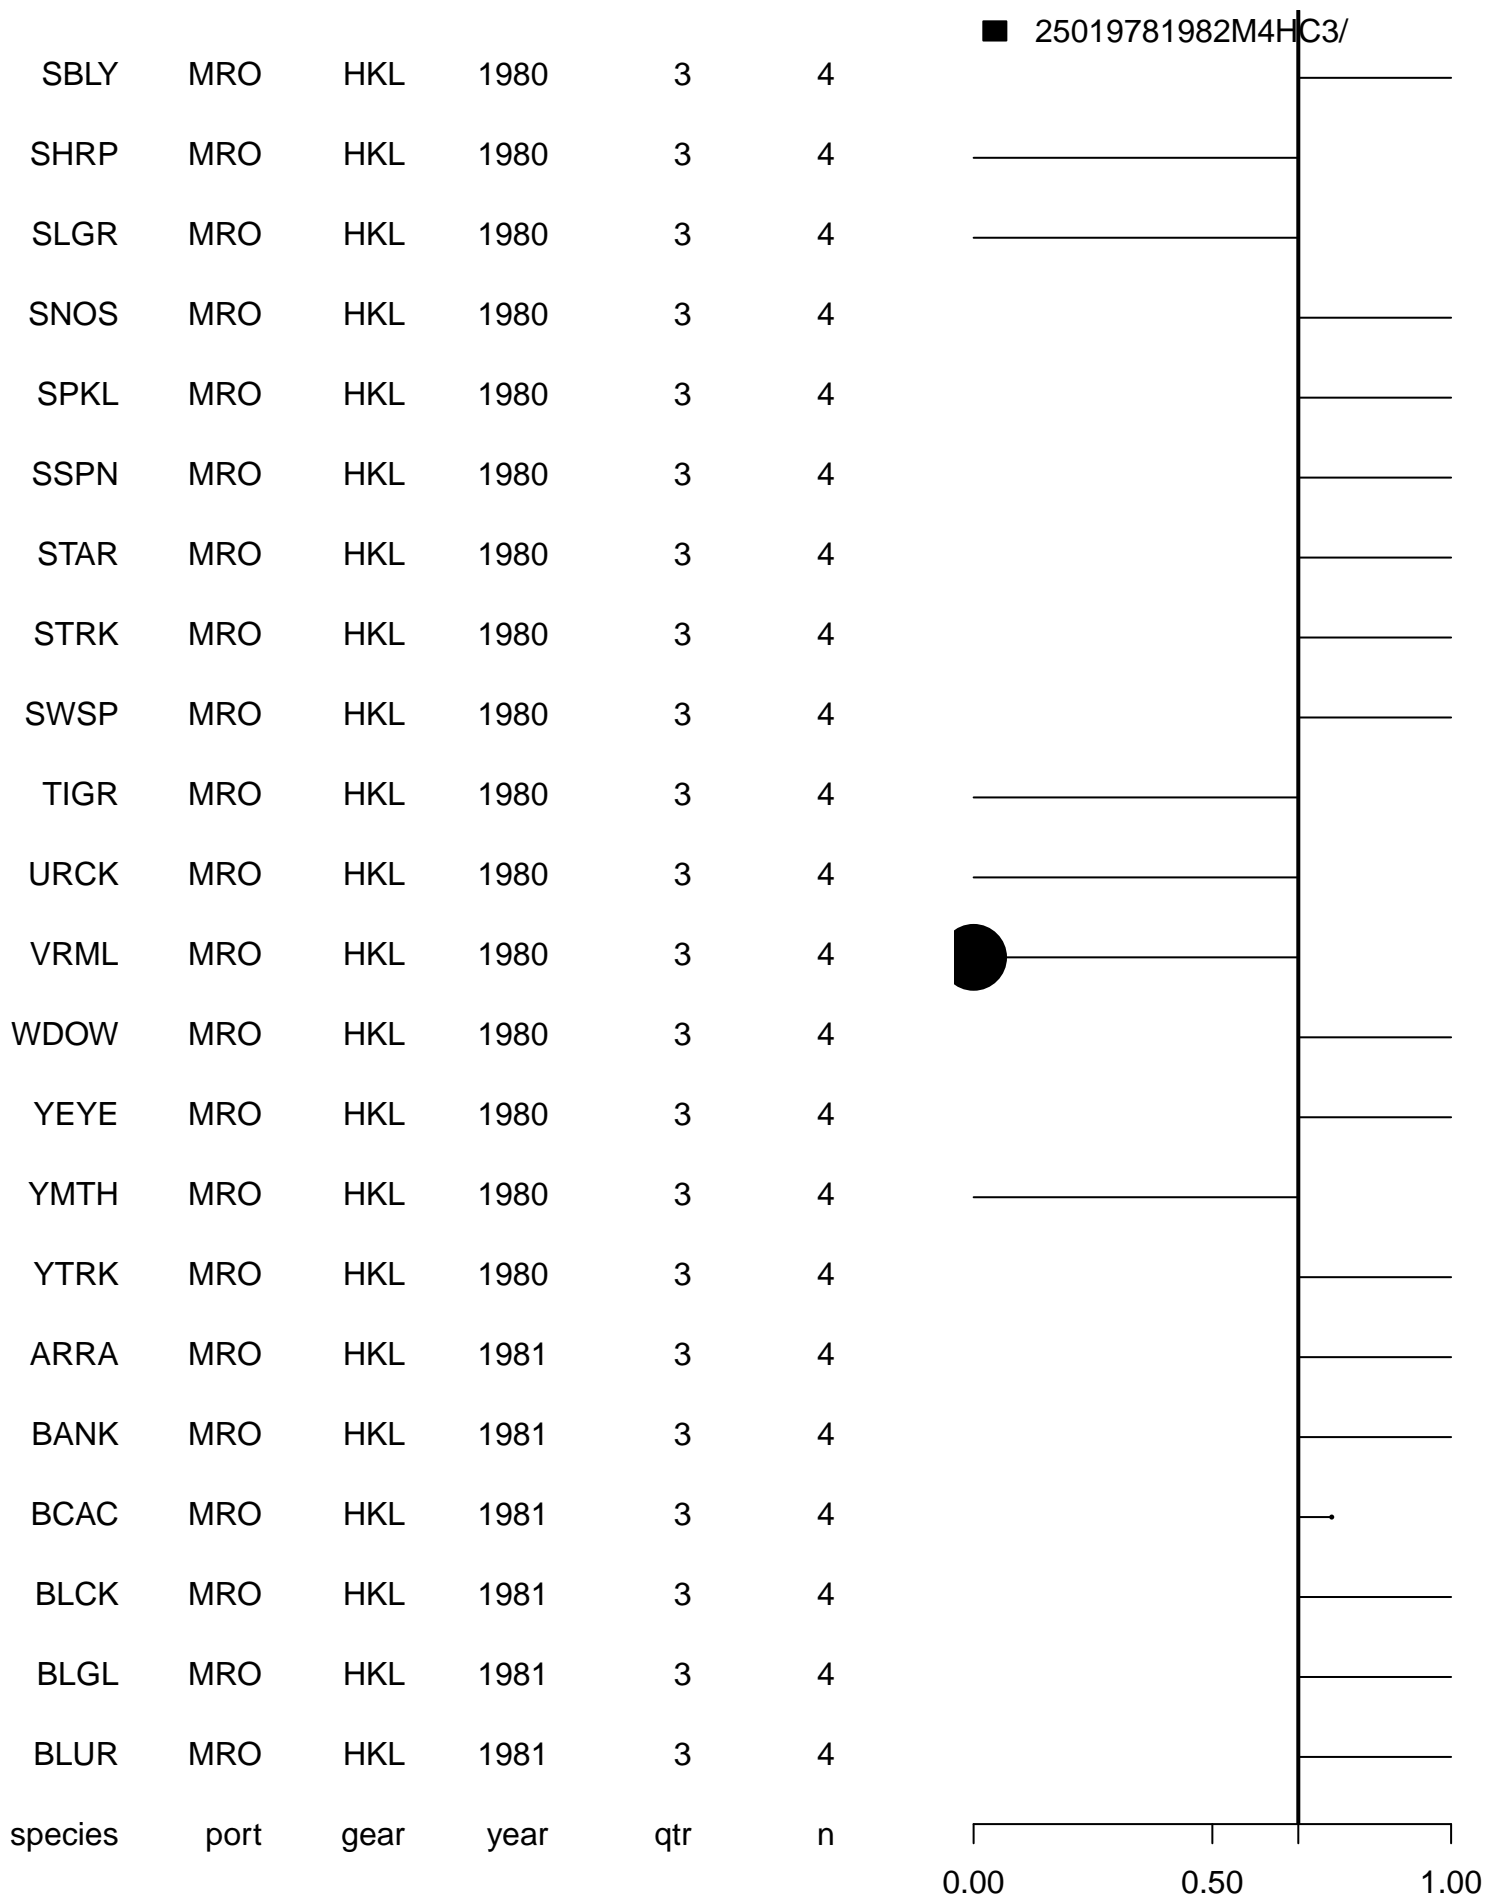 25019781982M4HC3/
SBLY MRO HKL 1980 3 4
SHRP MRO HKL 1980 3 4
SLGR MRO HKL 1980 3 4
SNOS MRO HKL 1980 3 4
SPKL MRO HKL 1980 3 4
SSPN MRO HKL 1980 3 4
STAR MRO HKL 1980 3 4
STRK MRO HKL 1980 3 4
SWSP MRO HKL 1980 3 4
TIGR MRO HKL 1980 3 4
URCK MRO HKL 1980 3 4
VRML MRO HKL 1980 3 4
WDOW MRO HKL 1980 3 4
YEYE MRO HKL 1980 3 4
YMTH MRO HKL 1980 3 4
YTRK MRO HKL 1980 3 4
ARRA MRO HKL 1981 3 4
BANK MRO HKL 1981 3 4
BCAC MRO HKL 1981 3 4
BLCK MRO HKL 1981 3 4
BLGL MRO HKL 1981 3 4
BLUR MRO HKL 1981 3 4
species port gear year qtr n
0.00 0.50 1.00